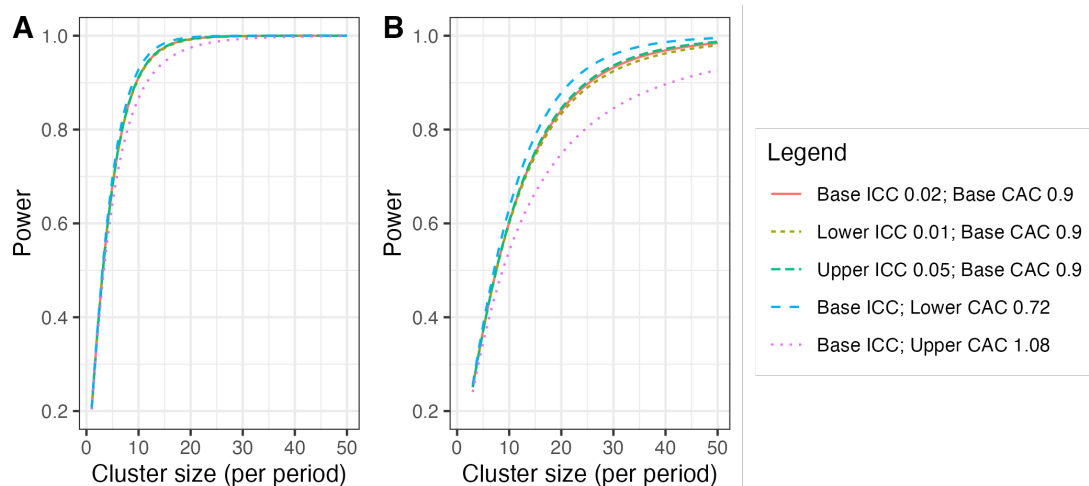 A
B
1.0
0.8
0.6
0.4
0.2
Power
0 10 20 30 40 50
Cluster size (per period)
1.0
0.8
0.6
0.4
0.2
Power
0 10 20 30 40 50
Cluster size (per period)
Legend
Base ICC 0.02; Base CAC 0.9
Lower ICC 0.01; Base CAC 0.9
Upper ICC 0.05; Base CAC 0.9
Base ICC; Lower CAC 0.72
Base ICC; Upper CAC 1.08